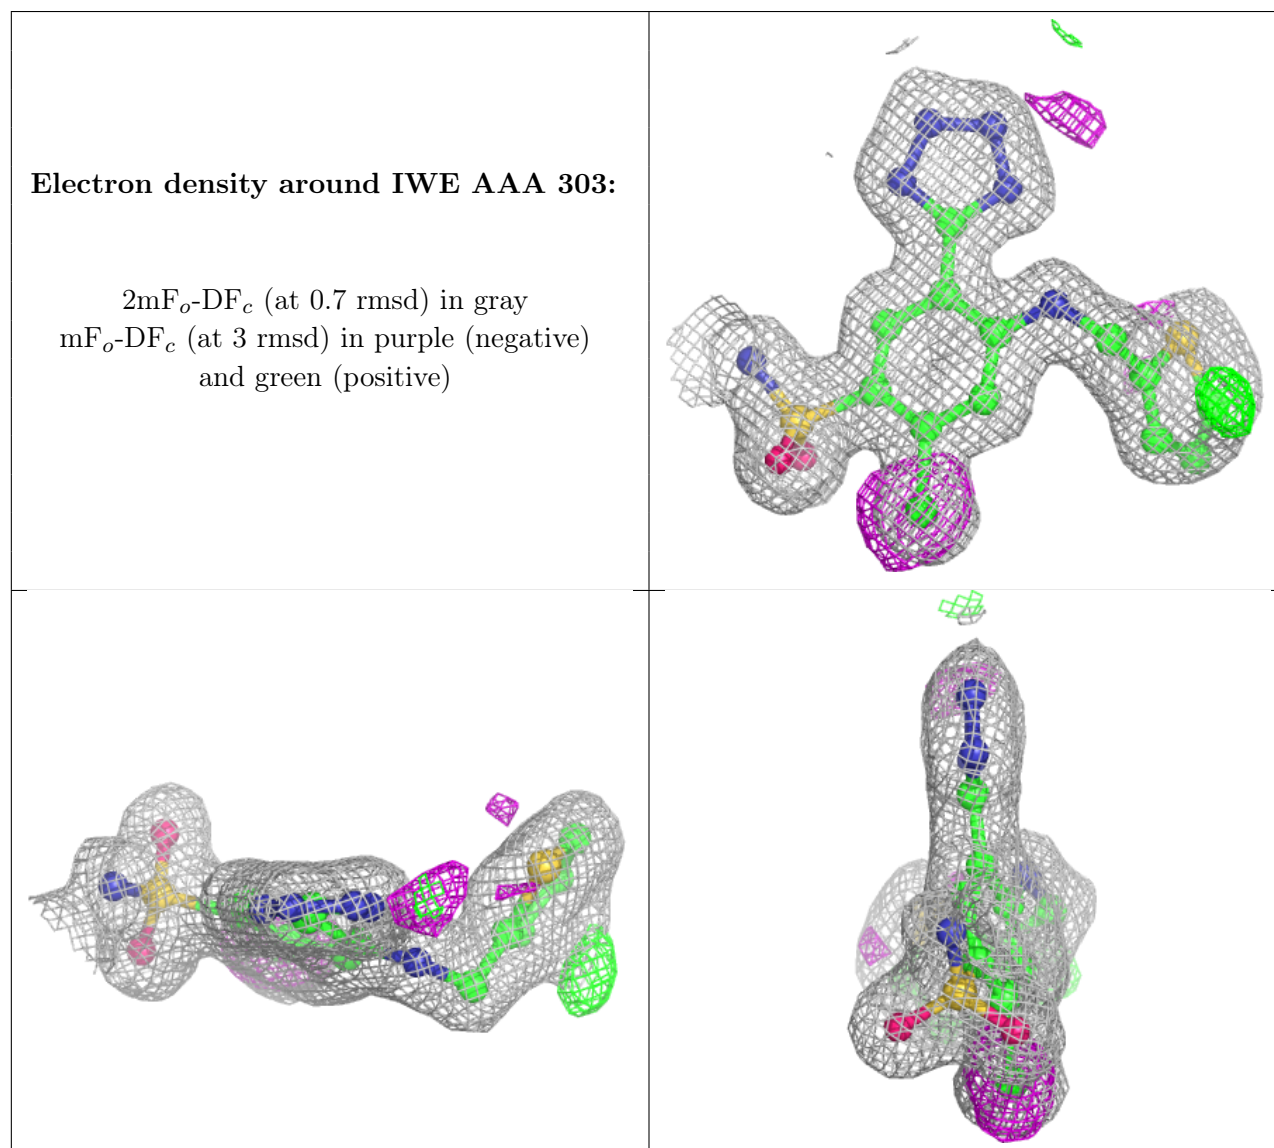 Electron density around IWE AAA 303:
2mFo-DFc (at 0.7 rmsd) in gray
mFo-DFc (at 3 rmsd) in purple (negative)
and green (positive)